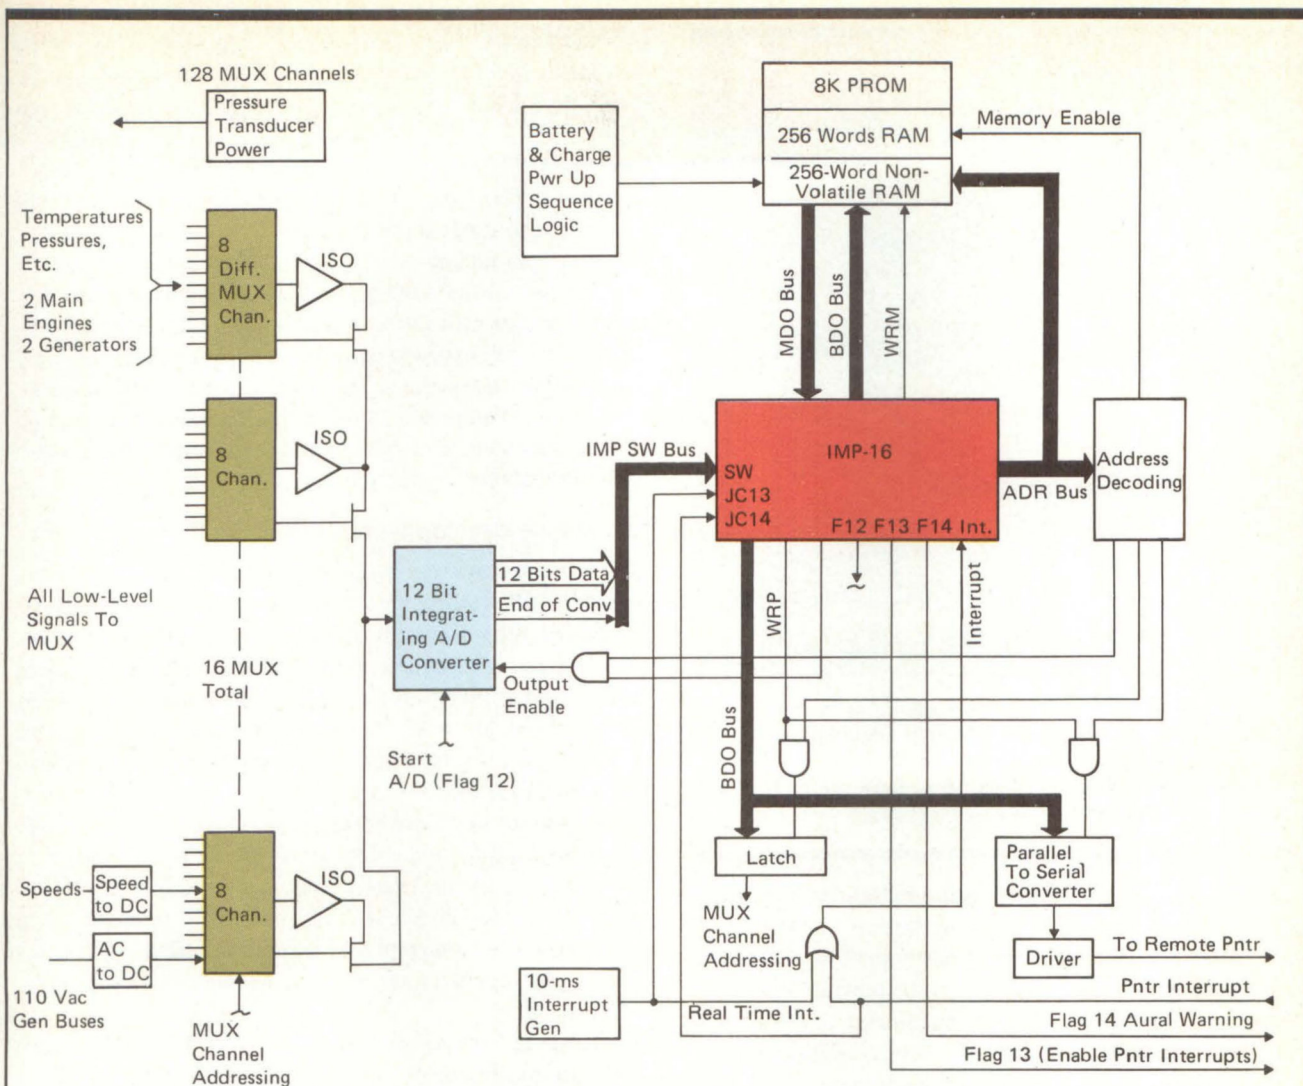 128 MUX Channels
Pressure
Transducer
Power
Temperatures
Pressures,
Etc.
2 Main
Engines
2 Generators
8
Diff.
MUX
Chan.
ISO
8
Chan.
ISO
All Low-Level
Signals To
MUX
16 MUX
Total
Speeds
Speed
to DC
AC
to DC
110 Vac
Gen Buses
8
Chan.
ISO
MUX
Channel
Addressing
Battery
& Charge
Pwr Up
Sequence
Logic
8K PROM
256 Words RAM
256-Word Non-
Volatile RAM
Memory Enable
MDO Bus
BDO Bus
WRM
IMP SW Bus
IMP-16
SW
JC13
JC14
F12 F13 F14 Int.
ADR Bus
Address
Decoding
12 Bit
Integrat-
ing A/D
Converter
12 Bits Data
End of Conv
Output
Enable
Start
A/D (Flag 12)
BDO Bus
WRP
Interrupt
Latch
MUX
Channel
Addressing
Parallel
To Serial
Converter
Driver
10-ms
Interrupt
Gen
Real Time Int.
To Remote Pntr
Pntr Interrupt
Flag 14 Aural Warning
Flag 13 (Enable Pntr Interrupts)